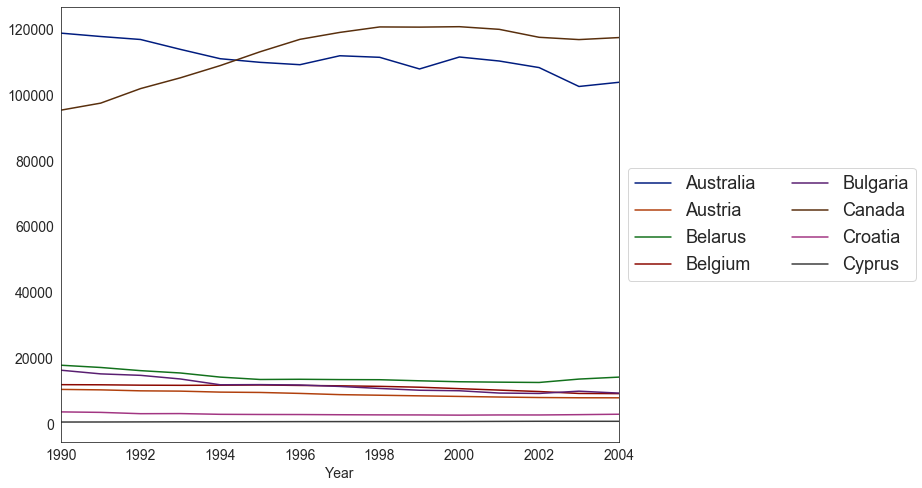 120000
100000
80000
60000
40000
20000
0
1990 1992 1994 1996 1998 2000 2002 2004
Year
Australia Bulgaria
Austria Canada
Belarus Croatia
Belgium Cyprus